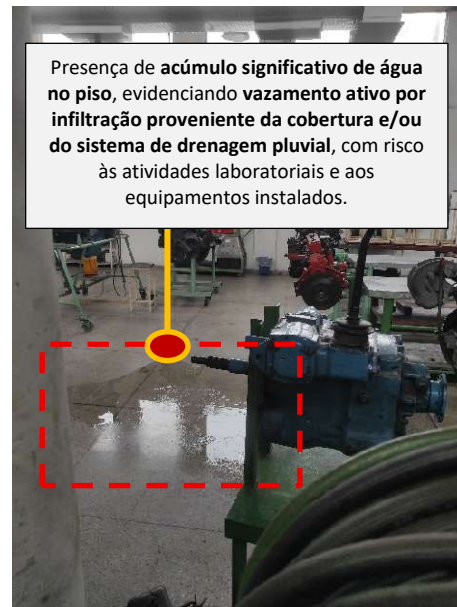 Presença de acúmulo significativo de água
no piso, evidenciando vazamento ativo por
infiltração proveniente da cobertura e/ou
do sistema de drenagem pluvial, com risco
às atividades laboratoriais e aos
equipamentos instalados.